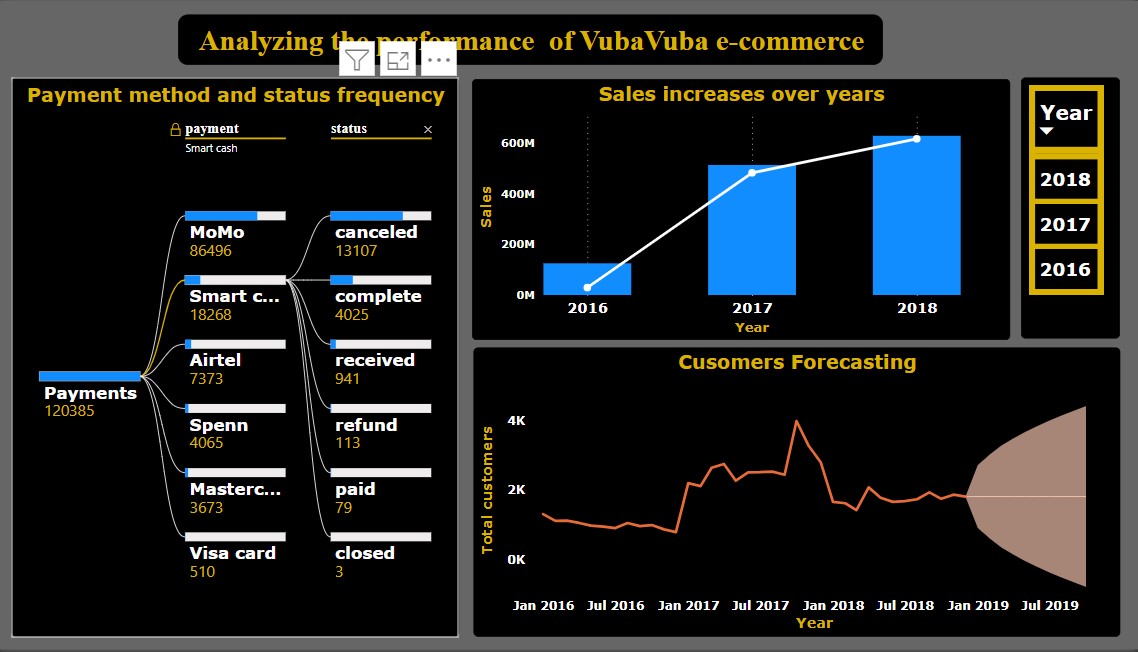 Analyzing the performance of VubaVuba e-commerce
Payment method and status frequency
payment
Smart cash
status
Payments
120385
MoMo
86496
Smart c...
18268
Airtel
7373
Spenn
4065
Masterc...
3673
Visa card
510
canceled
13107
complete
4025
received
941
refund
113
paid
79
closed
3
Sales increases over years
Sales
600M
400M
200M
0M
2016 2017 2018
Year
Year
2018
2017
2016
Cusomers Forecasting
Total customers
4K
2K
0K
Jan 2016 Jul 2016 Jan 2017 Jul 2017 Jan 2018 Jul 2018 Jan 2019 Jul 2019
Year